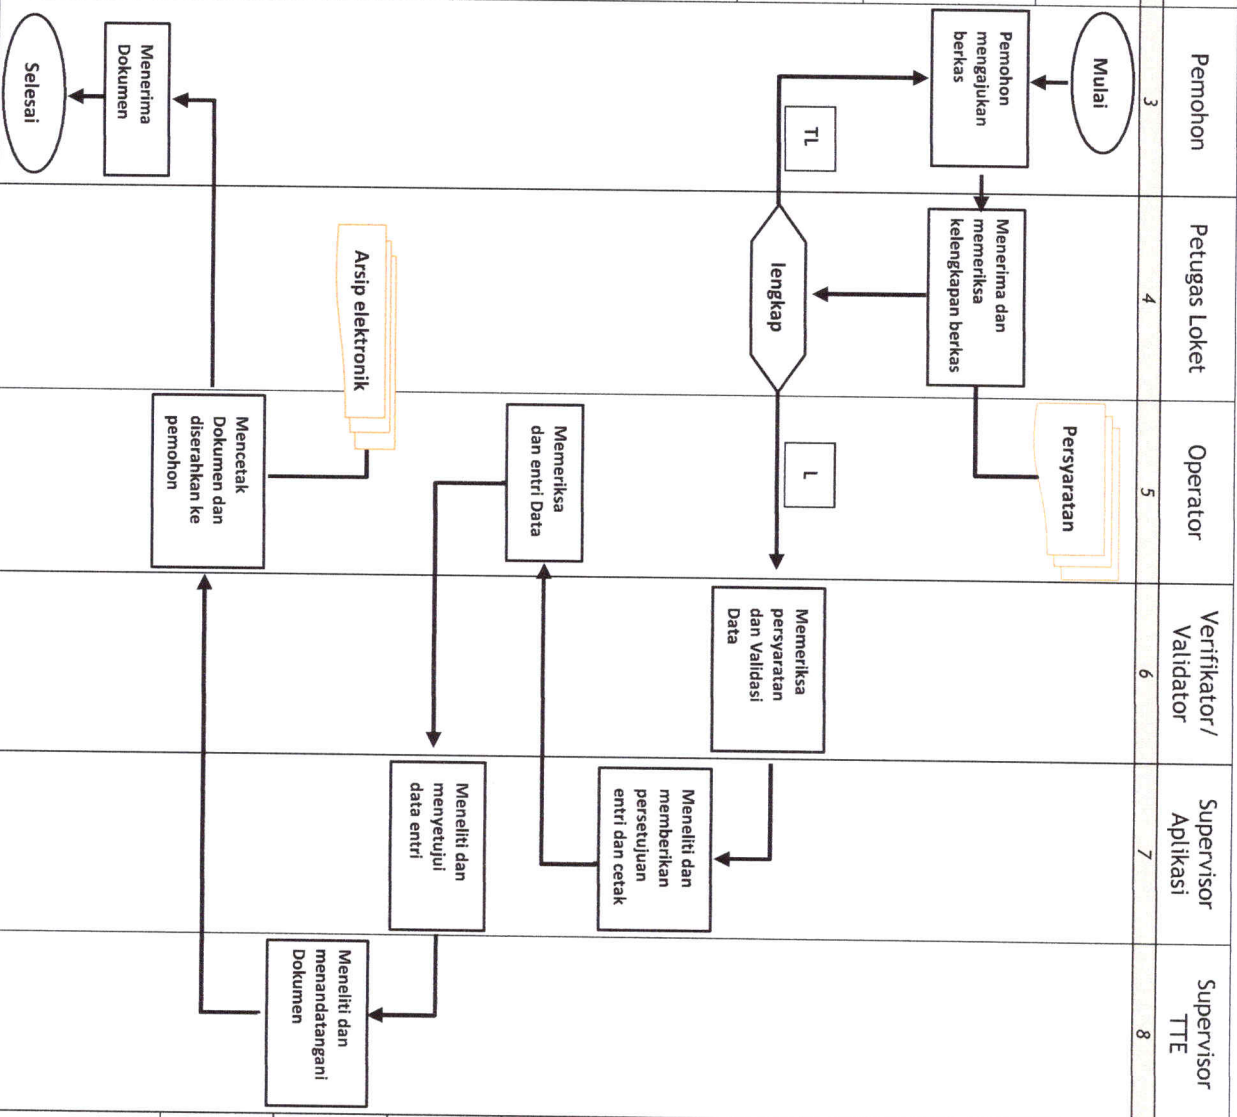 Pemohon
Petugas Loket
Operator
Verifikator/
Validator
Supervisor
Aplikasi
Supervisor
TTE
3
4
5
6
7
8
Mulai
Pemohon
mengajukan
berkas
Menerima dan
memeriksa
kelengkapan berkas
Persyaratan
TL
lengkap
L
Memeriksa
persyaratan
dan Validasi
Data
Meneliti dan
memberikan
persetujuan
entri dan cetak
Memeriksa
dan entri Data
Meneliti dan
menyetujui
data entri
Meneliti dan
menandatangani
Dokumen
Arsip elektronik
Mencetak
Dokumen dan
diserahkan ke
pemohon
Menerima
Dokumen
Selesai